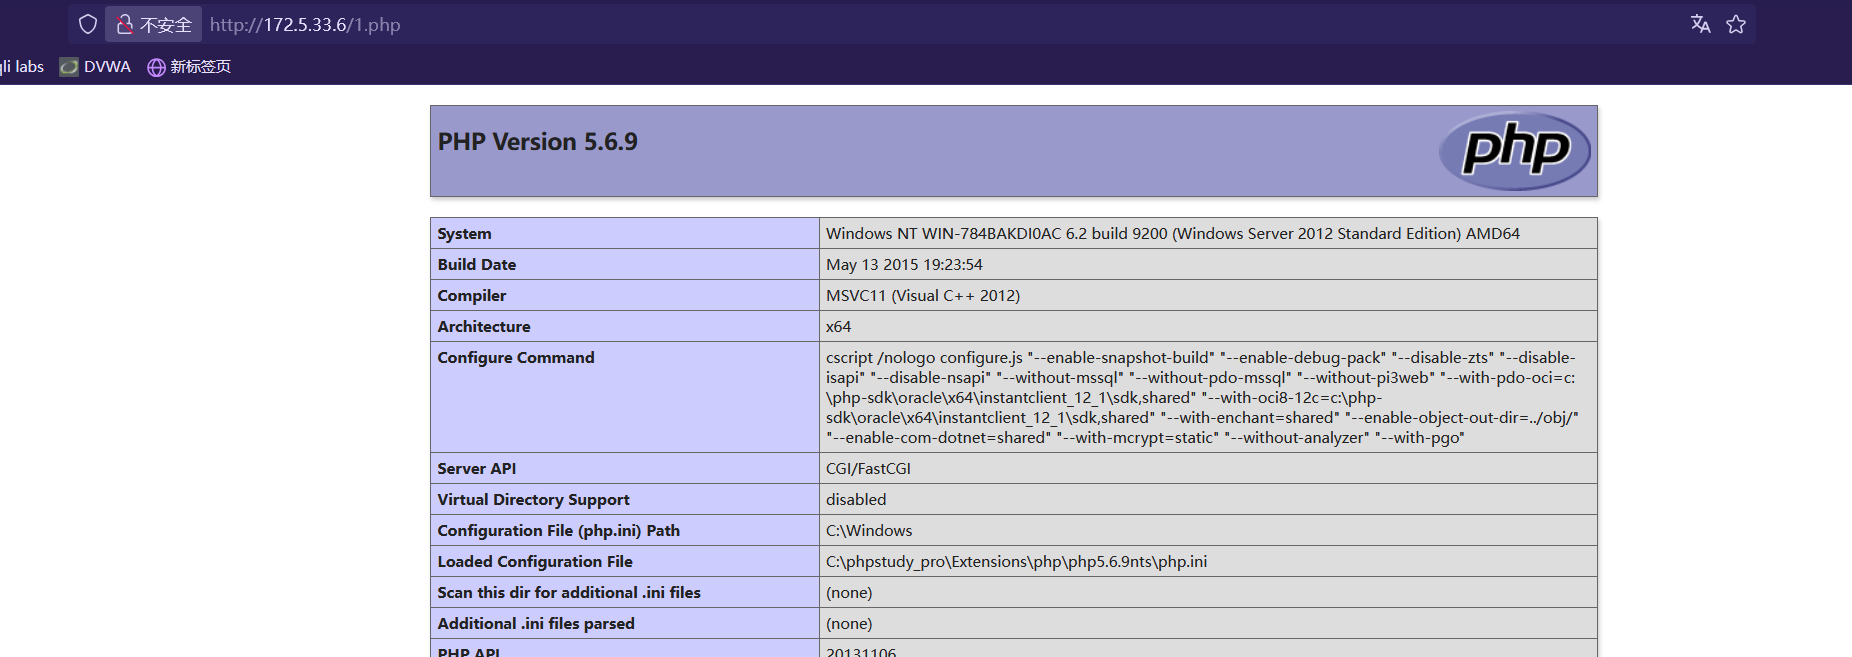 不安全 http://172.5.33.6/1.php
li labs DVWA 新标签页
PHP Version 5.6.9
php
System Windows NT WIN-784BAKDI0AC 6.2 build 9200 (Windows Server 2012 Standard Edition) AMD64
Build Date May 13 2015 19:23:54
Compiler MSVC11 (Visual C++ 2012)
Architecture x64
Configure Command cscript /nologo configure.js "--enable-snapshot-build" "--enable-debug-pack" "--disable-zts" "--disable-
isapi" "--disable-nsapi" "--without-mssql" "--without-pdo-mssql" "--without-pi3web" "--with-pdo-oci=c:
\php-sdk\oracle\x64\instantclient_12_1\sdk,shared" "--with-oci8-12c=c:\php-
sdk\oracle\x64\instantclient_12_1\sdk,shared" "--with-enchant=shared" "--enable-object-out-dir=../obj/"
"--enable-com-dotnet=shared" "--with-mcrypt=static" "--without-analyzer" "--with-pgo"
Server API CGI/FastCGI
Virtual Directory Support disabled
Configuration File (php.ini) Path C:\Windows
Loaded Configuration File C:\phpstudy_pro\Extensions\php\php5.6.9nts\php.ini
Scan this dir for additional .ini files (none)
Additional .ini files parsed (none)
PHP API 20131106